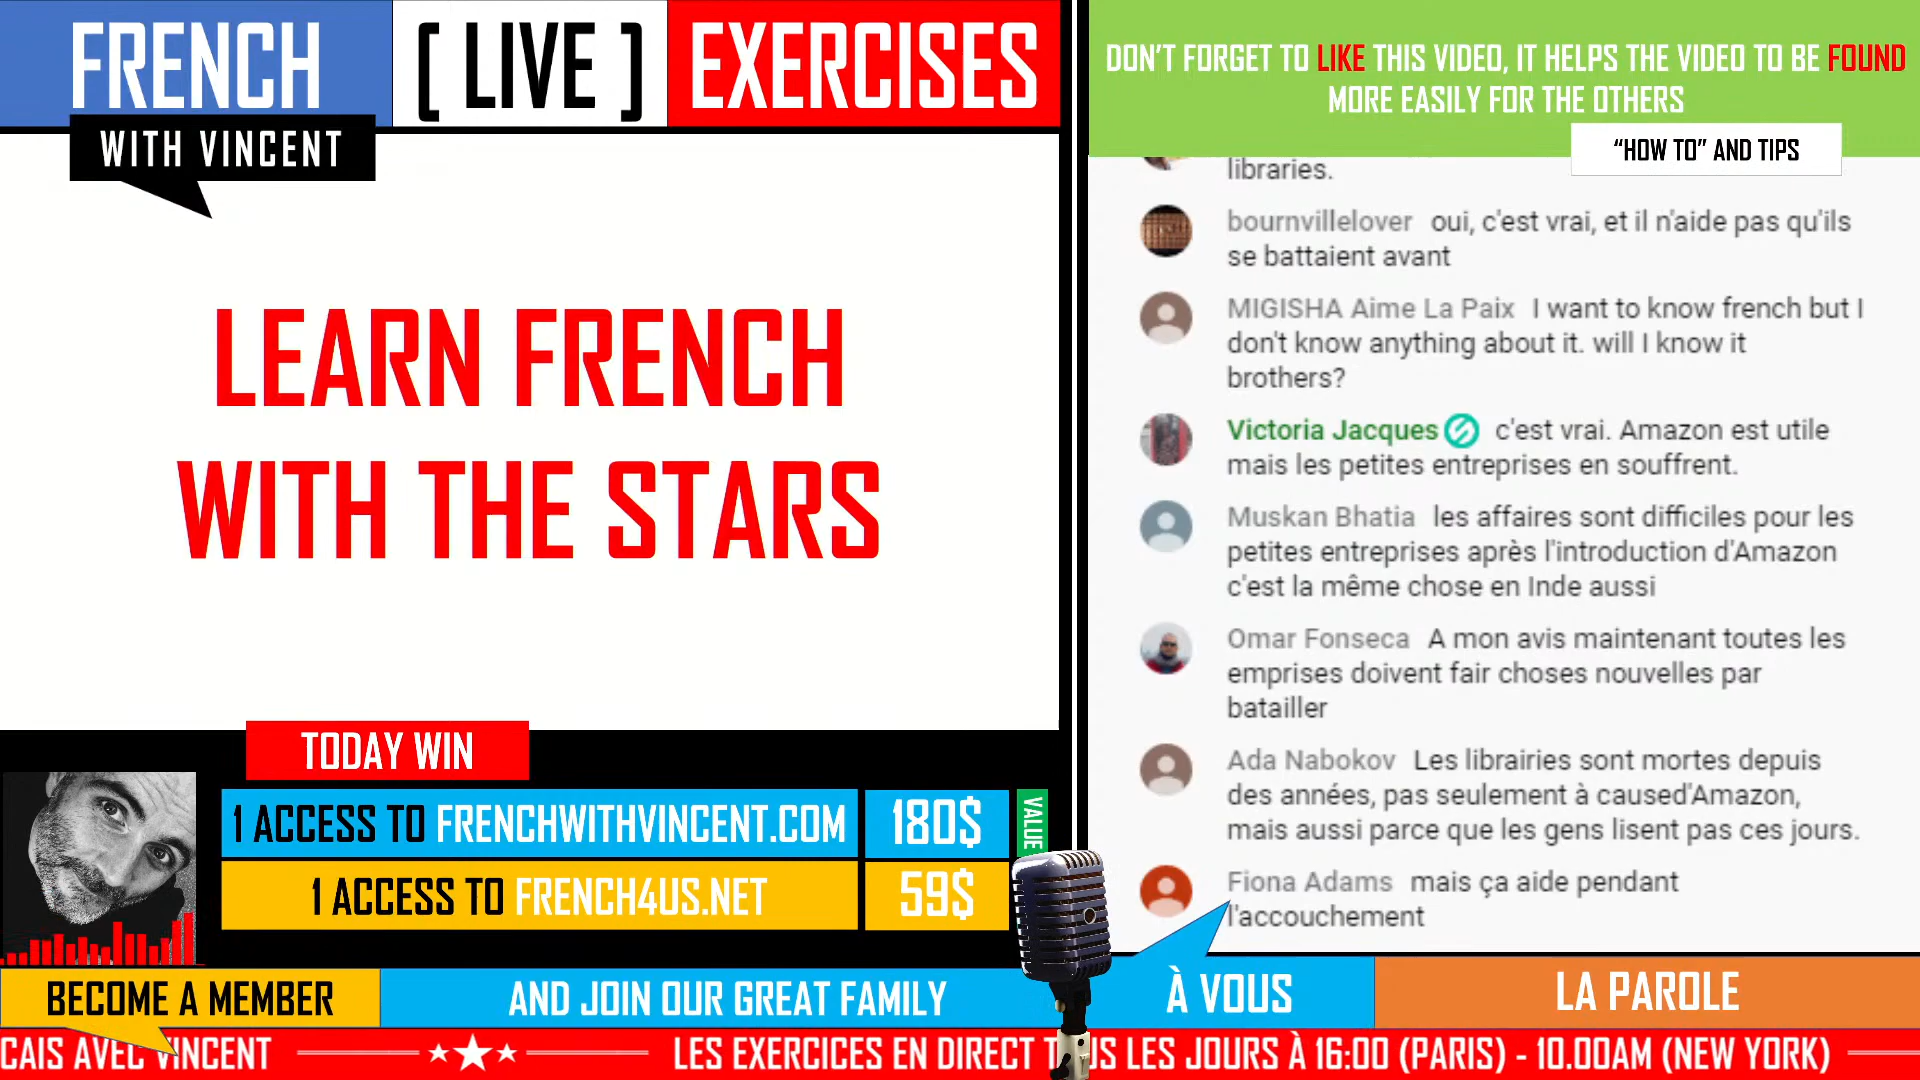 FRENCH [ LIVE ] EXERCISES
WITH VINCENT
LEARN FRENCH
WITH THE STARS
TODAY WIN
1 ACCESS TO FRENCHWITHVINCENT.COM 180$ VALUE
1 ACCESS TO FRENCH4US.NET 59$
BECOME A MEMBER AND JOIN OUR GREAT FAMILY
DON'T FORGET TO LIKE THIS VIDEO, IT HELPS THE VIDEO TO BE FOUND
MORE EASILY FOR THE OTHERS
“HOW TO” AND TIPS
libraries.
bournvillelover oui, c'est vrai, et il n'aide pas qu'ils
se battaient avant
MIGISHA Aime La Paix I want to know french but I
don't know anything about it. will I know it
brothers?
Victoria Jacques c'est vrai. Amazon est utile
mais les petites entreprises en souffrent.
Muskan Bhatia les affaires sont difficiles pour les
petites entreprises après l'introduction d'Amazon
c'est la même chose en Inde aussi
Omar Fonseca A mon avis maintenant toutes les
emprises doivent fair choses nouvelles par
batailler
Ada Nabokov Les librairies sont mortes depuis
des années, pas seulement à caused'Amazon,
mais aussi parce que les gens lisent pas ces jours.
Fiona Adams mais ça aide pendant
l'accouchement
À VOUS LA PAROLE
CAIS AVEC VINCENT LES EXERCICES EN DIRECT LES JOURS À 16:00 (PARIS) - 10.00AM (NEW YORK)